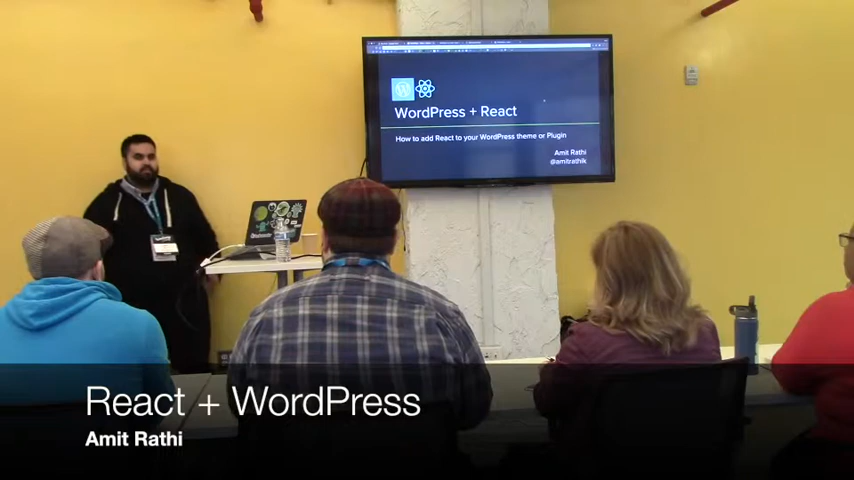 WordPress + React
How to add React to your WordPress theme or Plugin
Amit Rathi
@amitrathik
React + WordPress
Amit Rathi